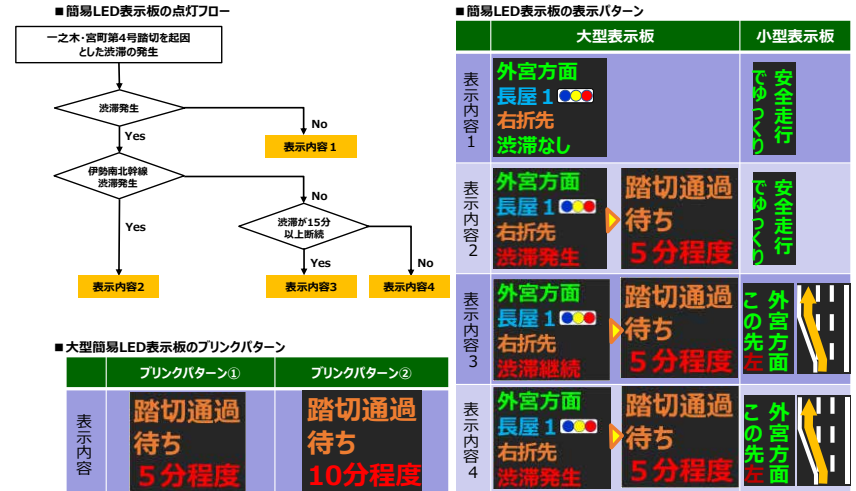 ■簡易LED表示板の点灯フロー
一之木・宮町第4号踏切を起因
とした渋滞の発生
渋滞発生
No
Yes
表示内容1
伊勢南北幹線
渋滞発生
No
Yes
渋滞が15分
以上断続
Yes
No
表示内容2
表示内容3
表示内容4
■大型簡易LED表示板のブリンクパターン
ブリンクパターン①
ブリンクパターン②
表示内容
踏切通過
待ち
5分程度
踏切通過
待ち
10分程度
■簡易LED表示板の表示パターン
大型表示板
小型表示板
表示内容1
外宮方面
長屋1
右折先
渋滞なし
安全走行
でゆっくり
表示内容2
外宮方面
長屋1
右折先
渋滞発生
踏切通過
待ち
5分程度
安全走行
でゆっくり
表示内容3
外宮方面
長屋1
右折先
渋滞継続
踏切通過
待ち
5分程度
外宮方面
この先左
表示内容4
外宮方面
長屋1
右折先
渋滞発生
踏切通過
待ち
5分程度
外宮方面
この先左